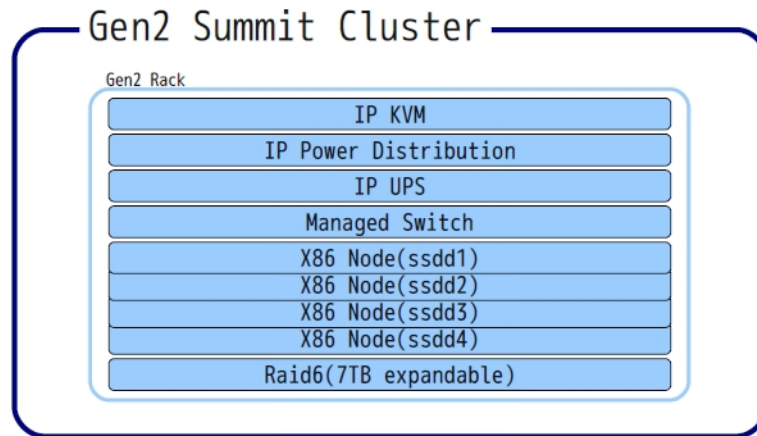 Gen2 Summit Cluster
Gen2 Rack
IP KVM
IP Power Distribution
IP UPS
Managed Switch
X86 Node(ssdd1)
X86 Node(ssdd2)
X86 Node(ssdd3)
X86 Node(ssdd4)
Raid6(7TB expandable)